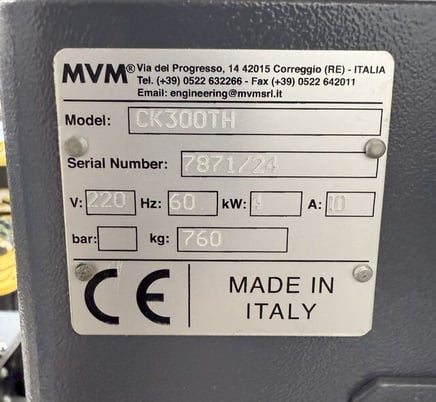 MVM® Via del Progresso, 14 42015 Correggio (RE) - ITALIA
Tel. (+39) 0522 632266 - Fax (+39) 0522 642011
Email: engineering@mvmsrl.it
Model: CK300TH
Serial Number: 7871/24
V: 220 Hz: 60 kW: 4 A:
bar: kg: 760
CE MADE IN
ITALY